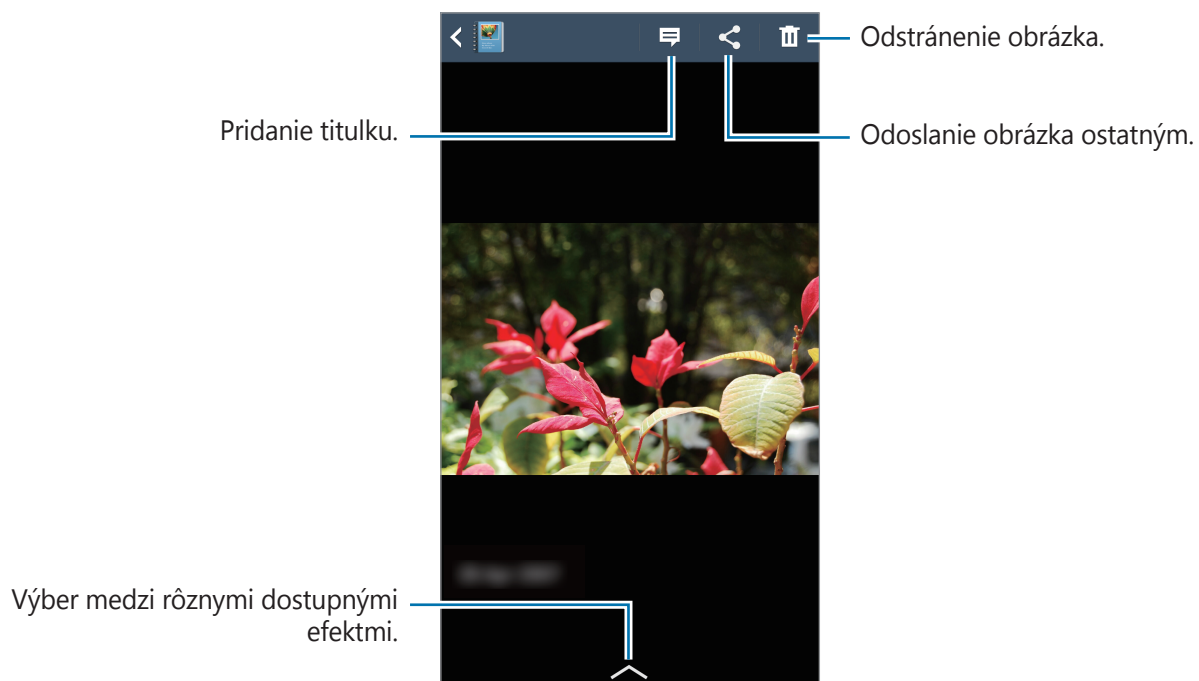 Odstránenie obrázka.
Pridanie titulku.
Odoslanie obrázka ostatným.
Výber medzi rôznymi dostupnými
efektmi.